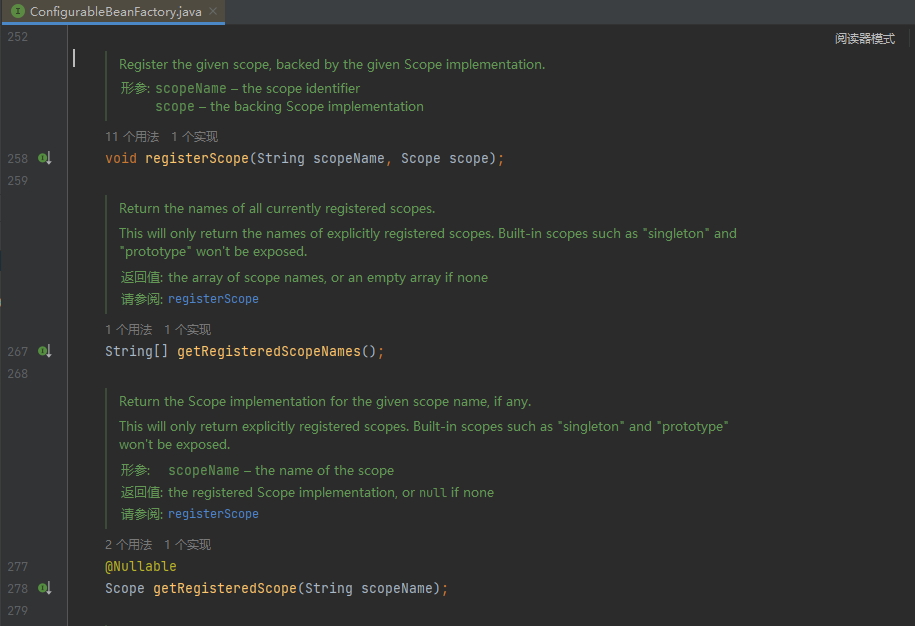 ConfigurableBeanFactory.java
252
阅读器模式
Register the given scope, backed by the given Scope implementation.
形参: scopeName – the scope identifier
scope – the backing Scope implementation
11 个用法 1 个实现
258 void registerScope(String scopeName, Scope scope);
259
Return the names of all currently registered scopes.
This will only return the names of explicitly registered scopes. Built-in scopes such as "singleton" and
"prototype" won't be exposed.
返回值: the array of scope names, or an empty array if none
请参阅: registerScope
1 个用法 1 个实现
267 String[] getRegisteredScopeNames();
268
Return the Scope implementation for the given scope name, if any.
This will only return explicitly registered scopes. Built-in scopes such as "singleton" and "prototype"
won't be exposed.
形参: scopeName – the name of the scope
返回值: the registered Scope implementation, or null if none
请参阅: registerScope
2 个用法 1 个实现
277 @Nullable
278 Scope getRegisteredScope(String scopeName);
279